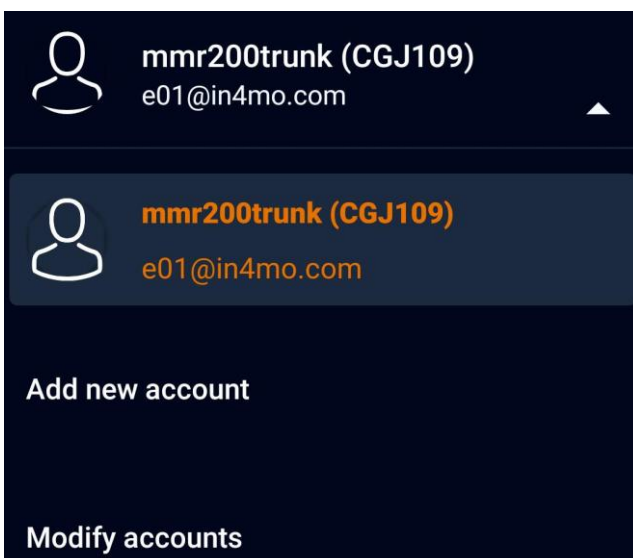 mmr200trunk (CGJ109)
e01@in4mo.com
mmr200trunk (CGJ109)
e01@in4mo.com
Add new account
Modify accounts